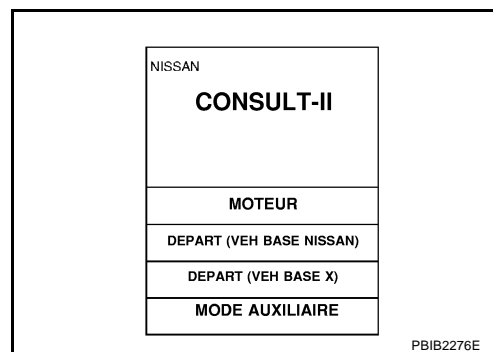 NISSAN
CONSULT-II
MOTEUR
DEPART (VEH BASE NISSAN)
DEPART (VEH BASE X)
MODE AUXILIAIRE
PBIB2276E